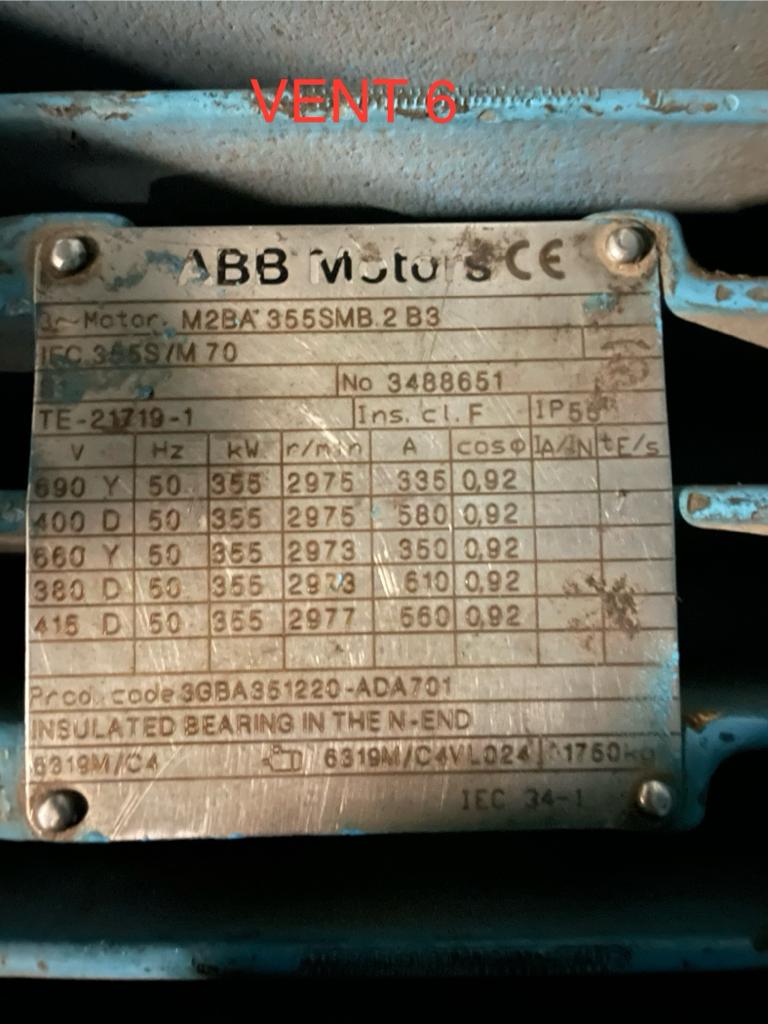 VENT 6
ABB Motors CE
3~Motor. M2BA 355SMB 2 B3
IEC 355S/M 70
No 3488651
TE-21719-1 Ins. cl. F IP55
V Hz kW r/min A cosφ IA/IN tE/s
690 Y 50 355 2975 335 0,92
400 D 50 355 2975 580 0,92
660 Y 50 355 2973 350 0,92
380 D 50 355 2973 610 0,92
415 D 50 355 2977 560 0,92
Prod. code 3GBA351220-ADA701
INSULATED BEARING IN THE N-END
6319M/C4 6319M/C4VL024 1760kg
IEC 34-1